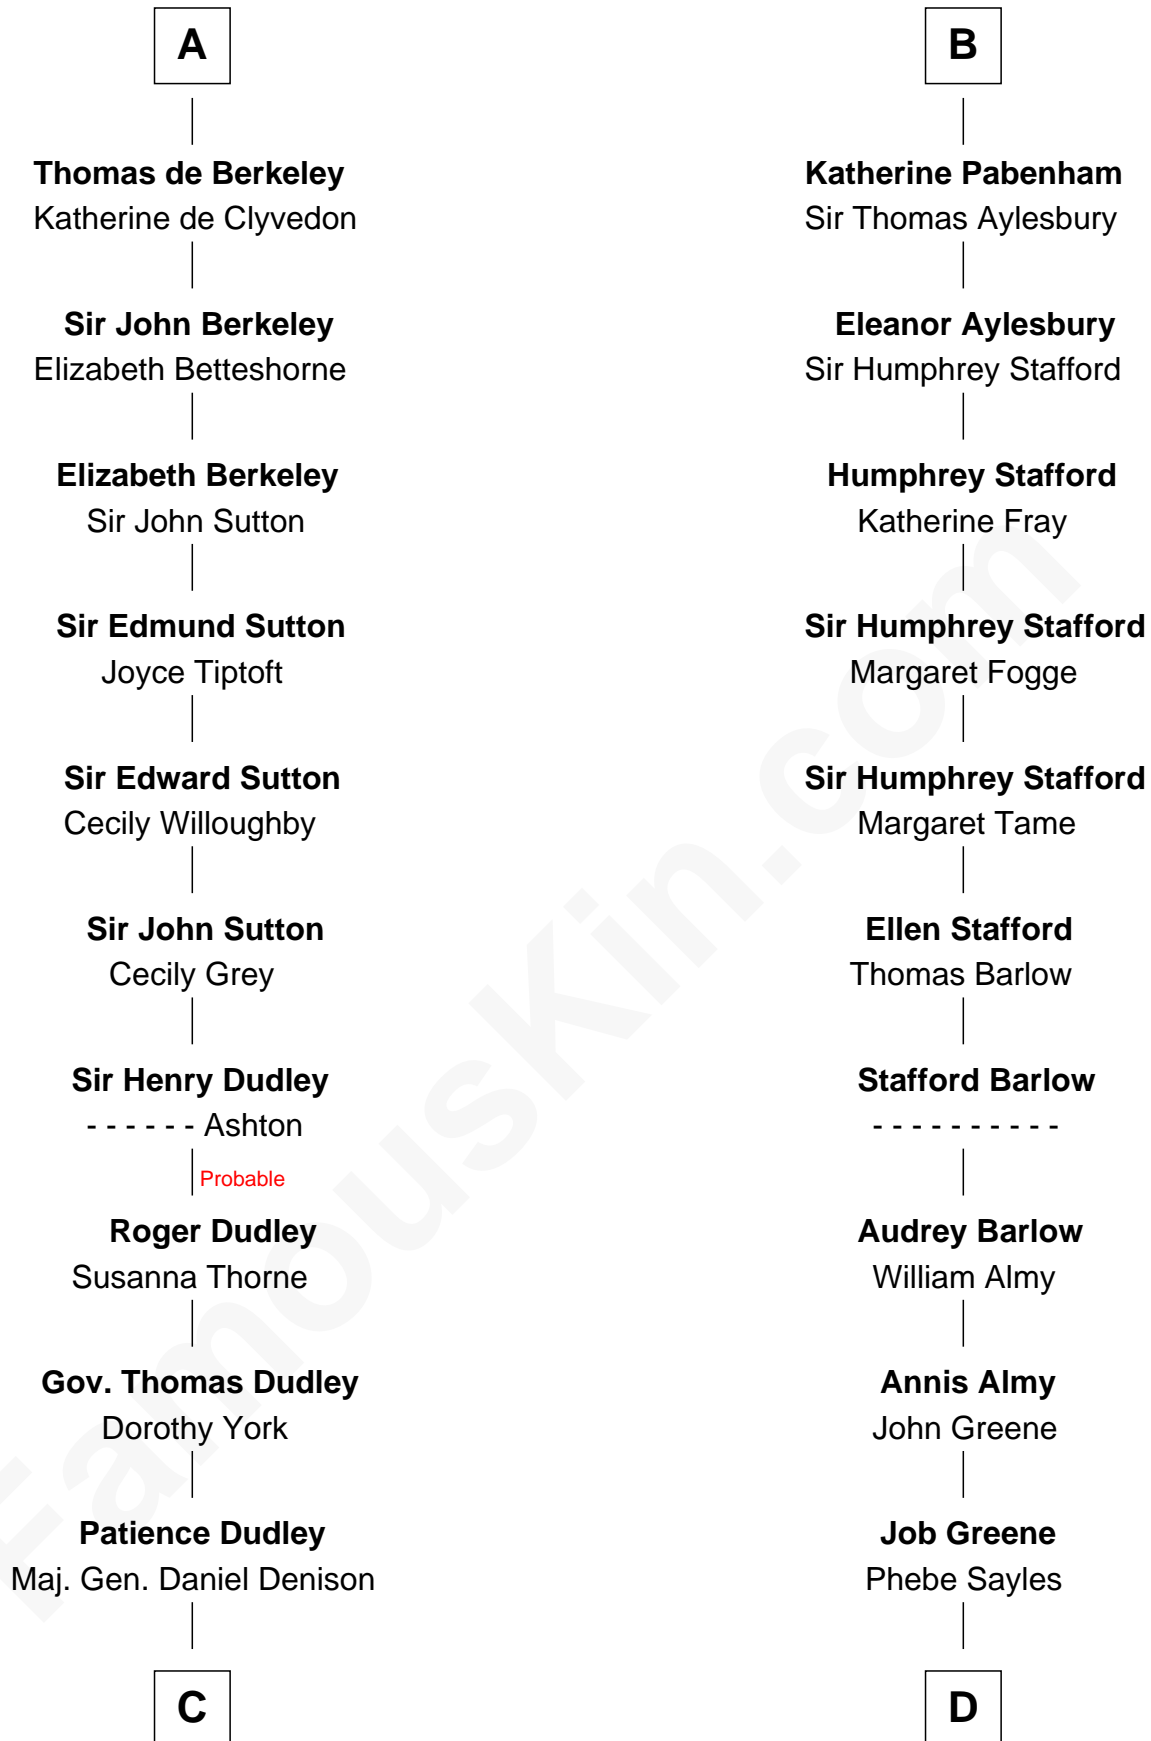 A
Thomas de Berkeley
Katherine de Clyvedon
Sir John Berkeley
Elizabeth Betteshorne
Elizabeth Berkeley
Sir John Sutton
Sir Edmund Sutton
Joyce Tiptoft
Sir Edward Sutton
Cecily Willoughby
Sir John Sutton
Cecily Grey
Sir Henry Dudley
- - - - - - Ashton
Probable
Roger Dudley
Susanna Thorne
Gov. Thomas Dudley
Dorothy York
Patience Dudley
Maj. Gen. Daniel Denison
C
B
Katherine Pabenham
Sir Thomas Aylesbury
Eleanor Aylesbury
Sir Humphrey Stafford
Humphrey Stafford
Katherine Fray
Sir Humphrey Stafford
Margaret Fogge
Sir Humphrey Stafford
Margaret Tame
Ellen Stafford
Thomas Barlow
Stafford Barlow
- - - - - - - - - -
Audrey Barlow
William Almy
Annis Almy
John Greene
Job Greene
Phebe Sayles
D
FamousKin.com